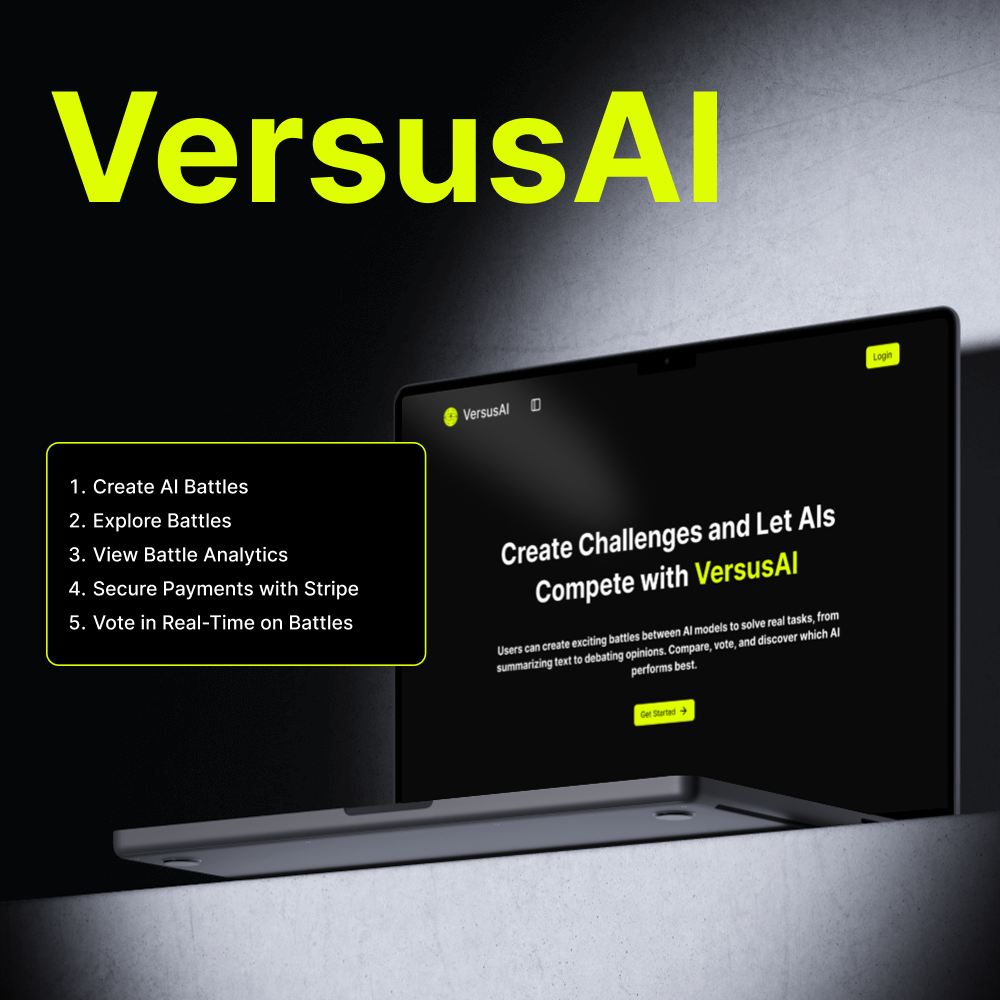 VersusAI
VersusAI
Login
1. Create AI Battles
2. Explore Battles
3. View Battle Analytics
4. Secure Payments with Stripe
5. Vote in Real-Time on Battles
Create Challenges and Let AIs
Compete with VersusAI
Users can create exciting battles between AI models to solve real tasks, from
summarizing text to debating opinions. Compare, vote, and discover which AI
performs best.
Get Started →